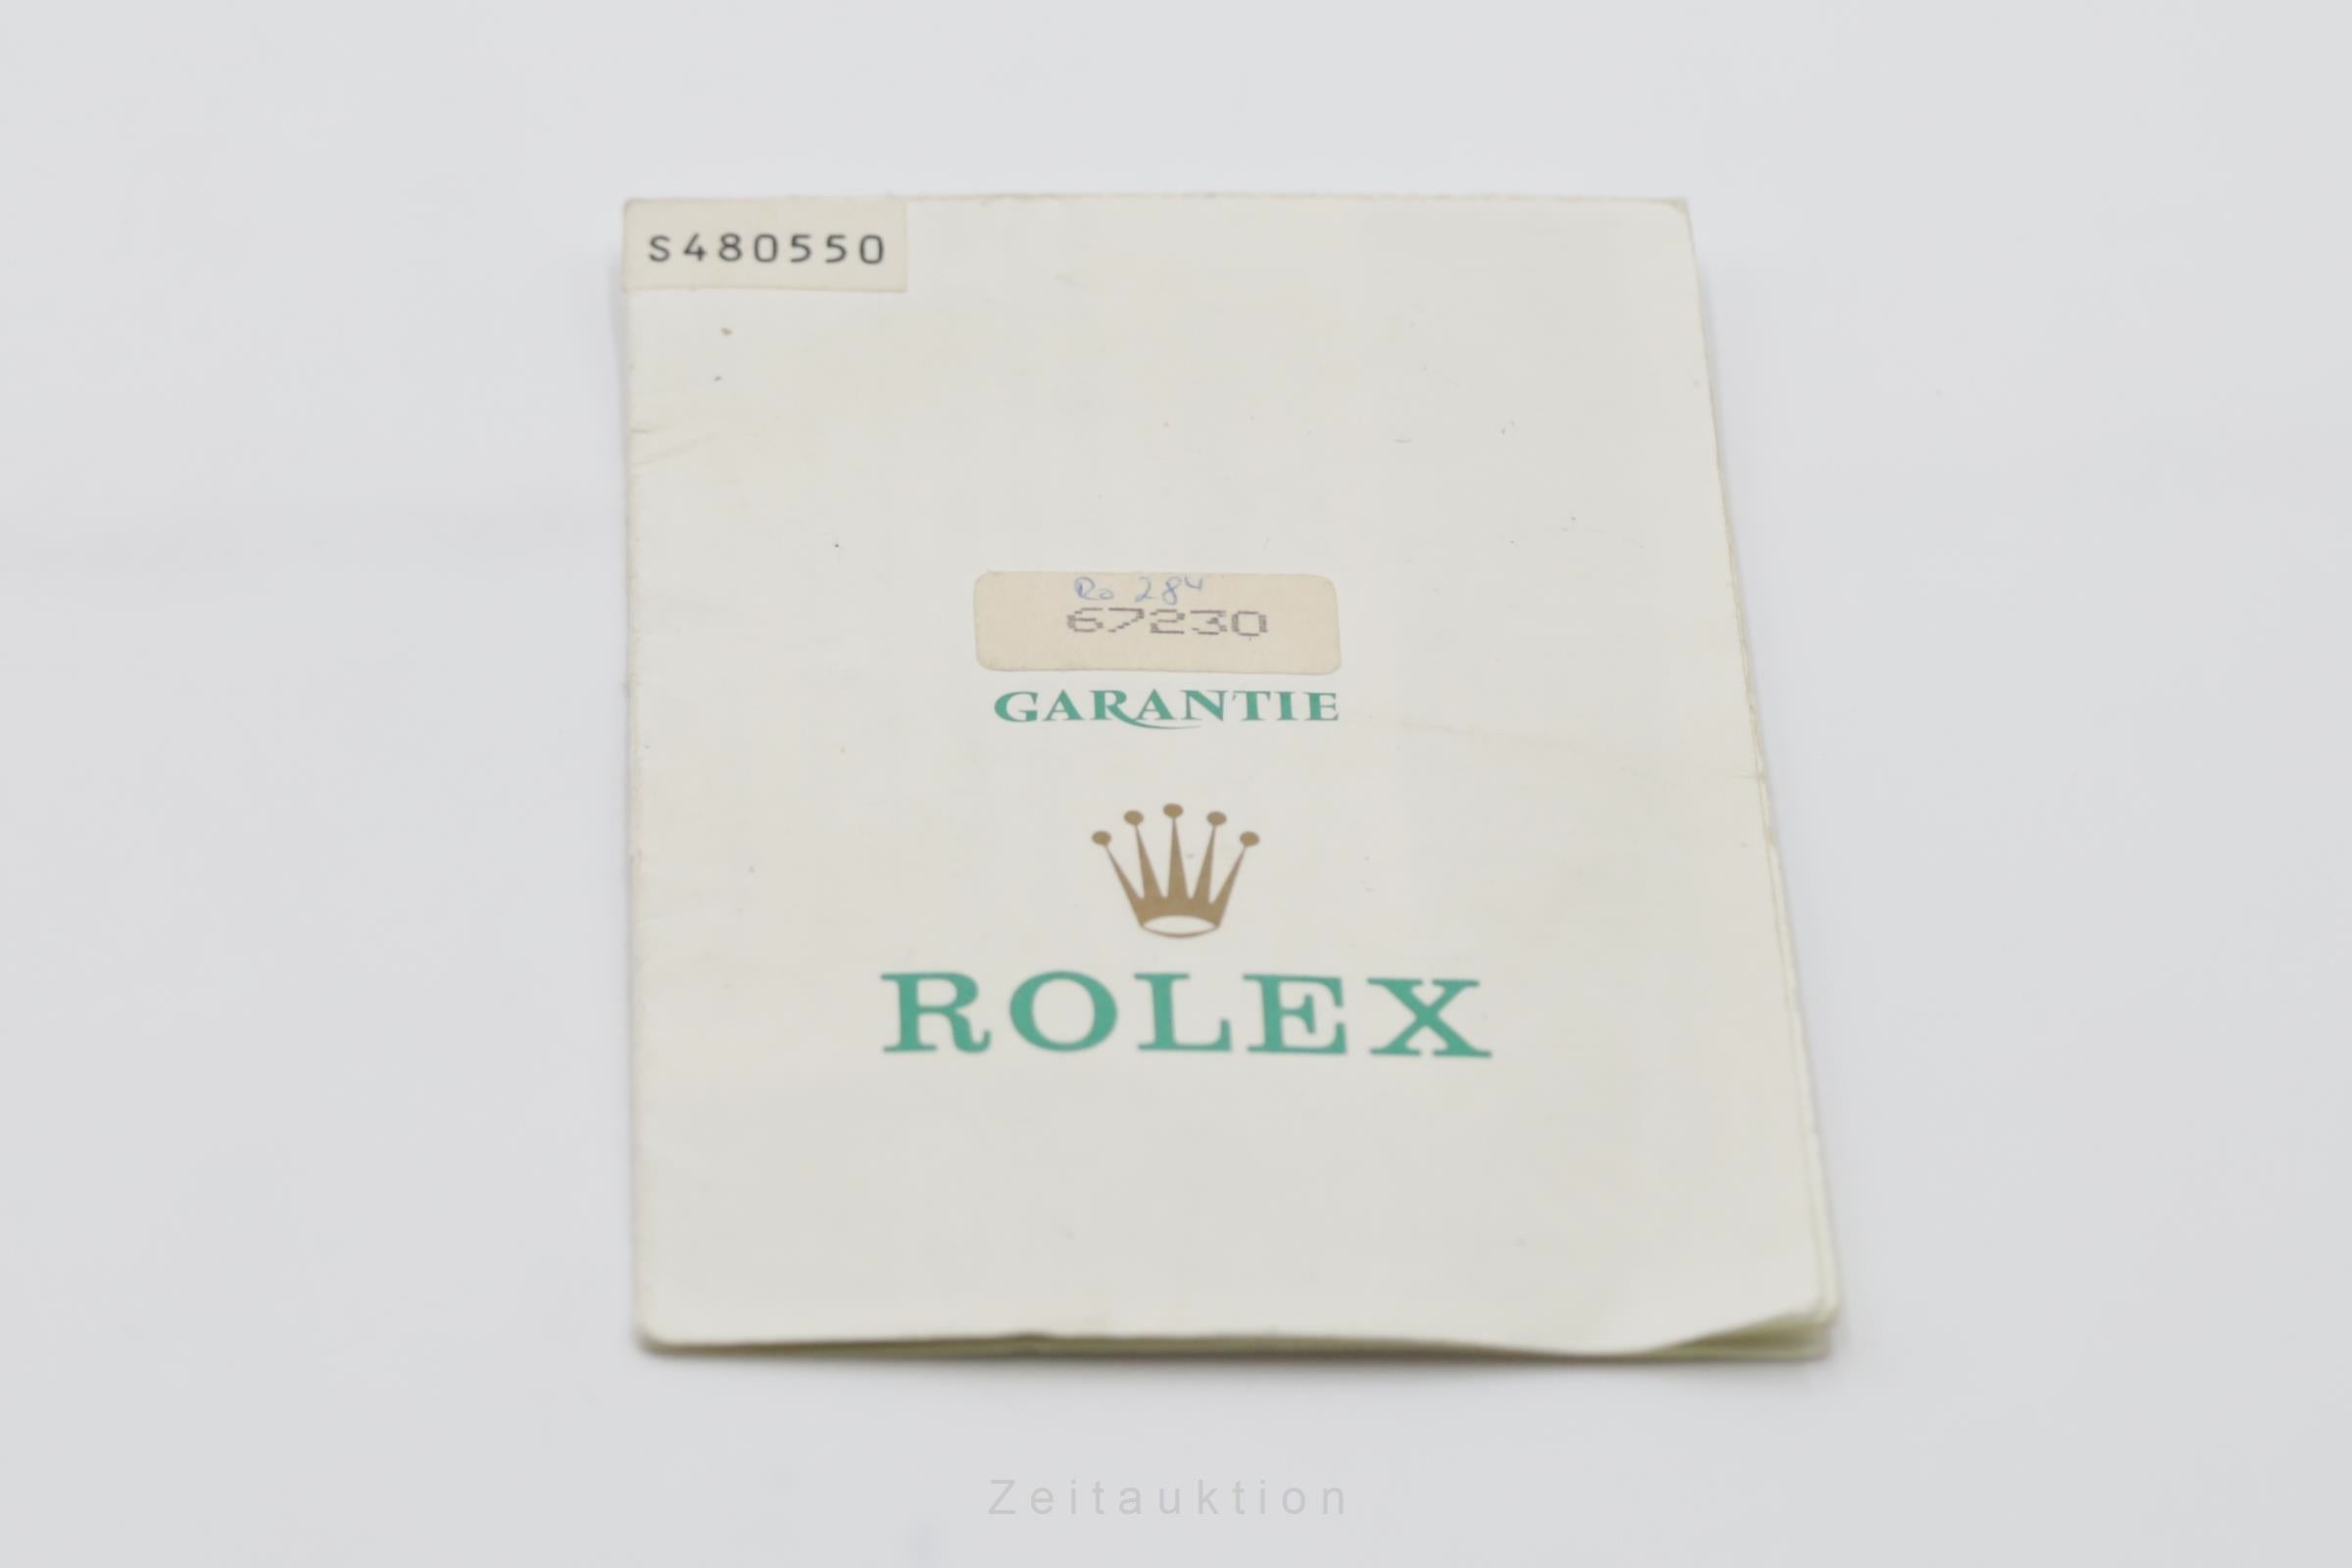 S480550
Ro 284
67230
GARANTIE
ROLEX
Zeitauktion